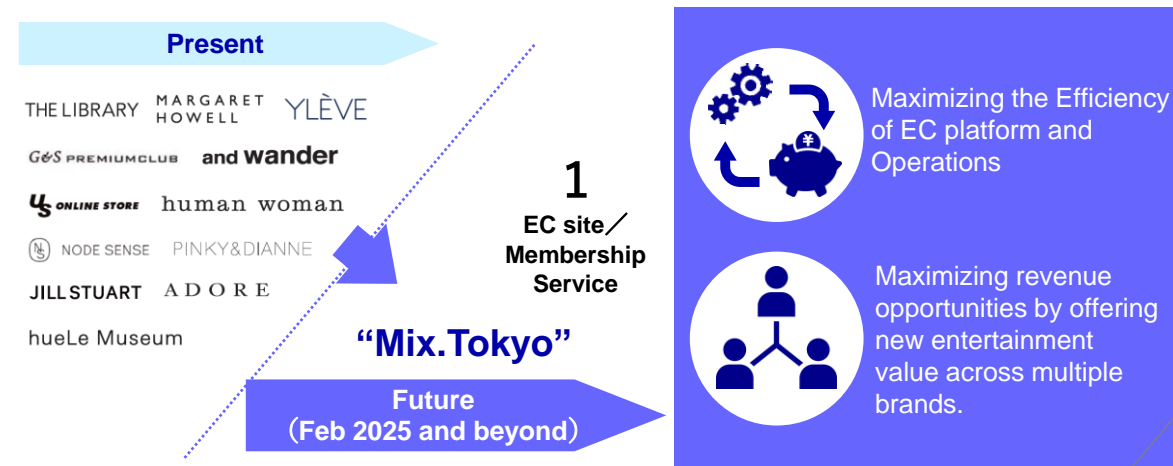 Present
THE LIBRARY MARGARET HOWELL YLÈVE
G&S PREMIUMCLUB and wander
US ONLINE STORE human woman
NS NODE SENSE PINKY&DIANNE
JILLSTUART ADORE
hueLe Museum
1
EC site／
Membership
Service
“Mix.Tokyo”
Future
（Feb 2025 and beyond）
¥
Maximizing the Efficiency
of EC platform and
Operations
Maximizing revenue
opportunities by offering
new entertainment
value across multiple
brands.